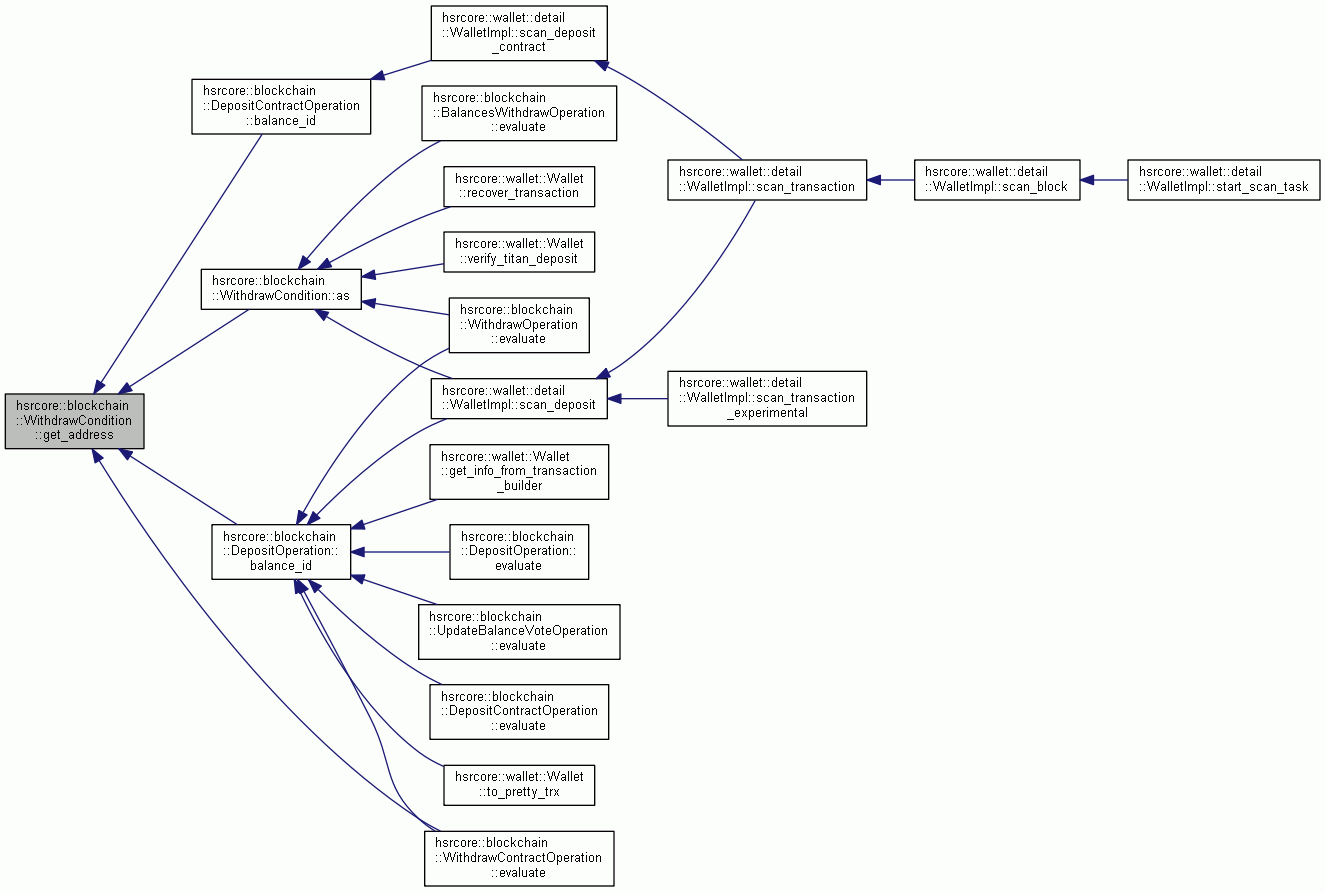 hsrcore::wallet::detail
::WalletImpl::scan_deposit
_contract
hsrcore::blockchain
::DepositContractOperation
::balance_id
hsrcore::blockchain
::BalancesWithdrawOperation
::evaluate
hsrcore::wallet::Wallet
::recover_transaction
hsrcore::wallet::detail
::WalletImpl::scan_transaction
hsrcore::wallet::detail
::WalletImpl::scan_block
hsrcore::wallet::detail
::WalletImpl::start_scan_task
hsrcore::wallet::Wallet
::verify_titan_deposit
hsrcore::blockchain
::WithdrawCondition::as
hsrcore::blockchain
::WithdrawOperation
::evaluate
hsrcore::wallet::detail
::WalletImpl::scan_deposit
hsrcore::wallet::detail
::WalletImpl::scan_transaction
_experimental
hsrcore::blockchain
::WithdrawCondition
::get_address
hsrcore::wallet::Wallet
::get_info_from_transaction
_builder
hsrcore::blockchain
::DepositOperation::
balance_id
hsrcore::blockchain
::DepositOperation::
evaluate
hsrcore::blockchain
::UpdateBalanceVoteOperation
::evaluate
hsrcore::blockchain
::DepositContractOperation
::evaluate
hsrcore::wallet::Wallet
::to_pretty_trx
hsrcore::blockchain
::WithdrawContractOperation
::evaluate